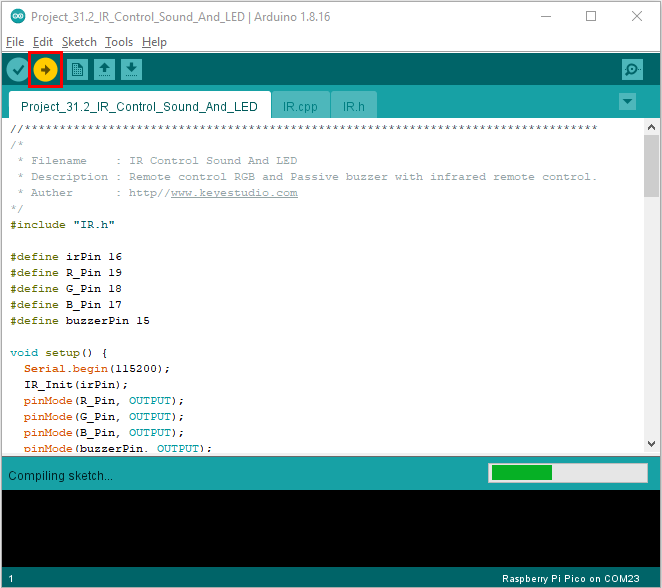 Project_31.2_IR_Control_Sound_And_LED | Arduino 1.8.16
File Edit Sketch Tools Help
Project_31.2_IR_Control_Sound_And_LED IR.cpp IR.h
//**********************************************************************************
/*
 * Filename    : IR Control Sound And LED
 * Description : Remote control RGB and Passive buzzer with infrared remote control.
 * Auther      : http//www.keyestudio.com
*/
#include "IR.h"
#define irPin 16
#define R_Pin 19
#define G_Pin 18
#define B_Pin 17
#define buzzerPin 15
void setup() {
  Serial.begin(115200);
  IR_Init(irPin);
  pinMode(R_Pin, OUTPUT);
  pinMode(G_Pin, OUTPUT);
  pinMode(B_Pin, OUTPUT);
  pinMode(buzzerPin, OUTPUT);
Compiling sketch...
1 Raspberry Pi Pico on COM23